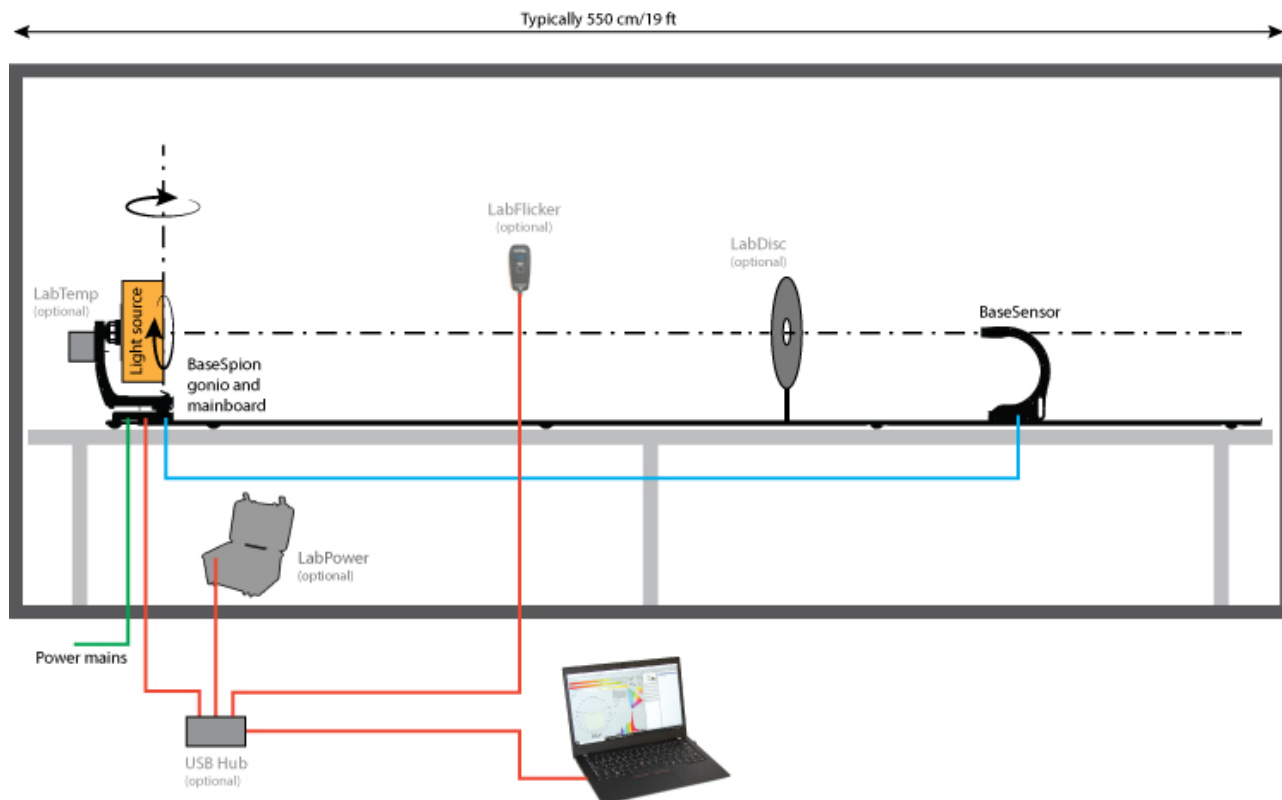 Typically 550 cm/19 ft
LabFlicker
(optional)
LabDisc
(optional)
LabTemp
(optional)
Light source
BaseSensor
BaseSpion
gonio and
mainboard
LabPower
(optional)
Power mains
USB Hub
(optional)